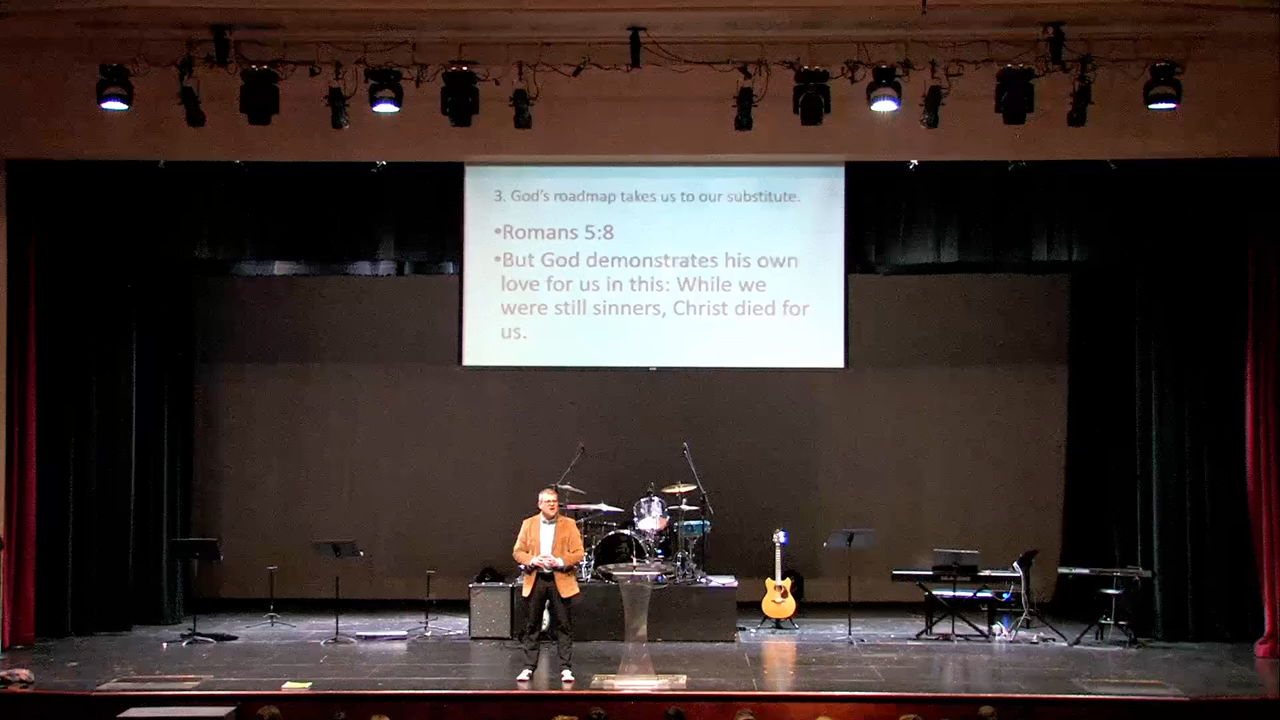 3. God's roadmap takes us to our substitute.
•Romans 5:8
•But God demonstrates his own
love for us in this: While we
were still sinners, Christ died for
us.